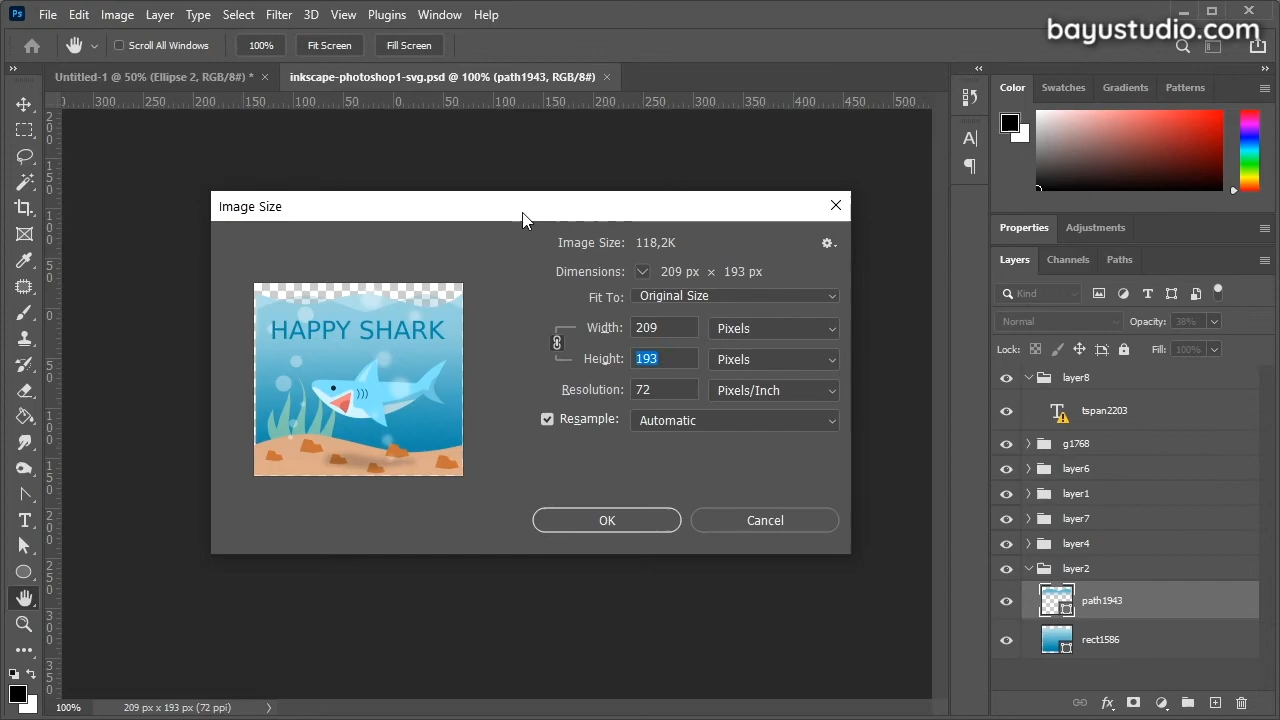 Ps File Edit Image Layer Type Select Filter 3D View Plugins Window Help
bayustudio.com
Scroll All Windows 100% Fit Screen Fill Screen
Untitled-1 @ 50% (Ellipse 2, RGB/8#) * × inkscape-photoshop1-svg.psd @ 100% (path1943, RGB/8#) ×
300 250 200 150 100 50 0 50 100 150 200 250 300 350 400 450 500
Color Swatches Gradients Patterns
Image Size
Image Size: 118,2K
Dimensions: 209 px × 193 px
Fit To: Original Size
Width: 209 Pixels
Height: 193 Pixels
Resolution: 72 Pixels/Inch
Resample: Automatic
HAPPY SHARK
OK Cancel
Properties Adjustments
Layers Channels Paths
Kind
Normal Opacity: 38%
Lock: Fill: 100%
layer8
tspan2203
g1768
layer6
layer1
layer7
layer4
layer2
path1943
rect1586
100% 209 px x 193 px (72 ppi)